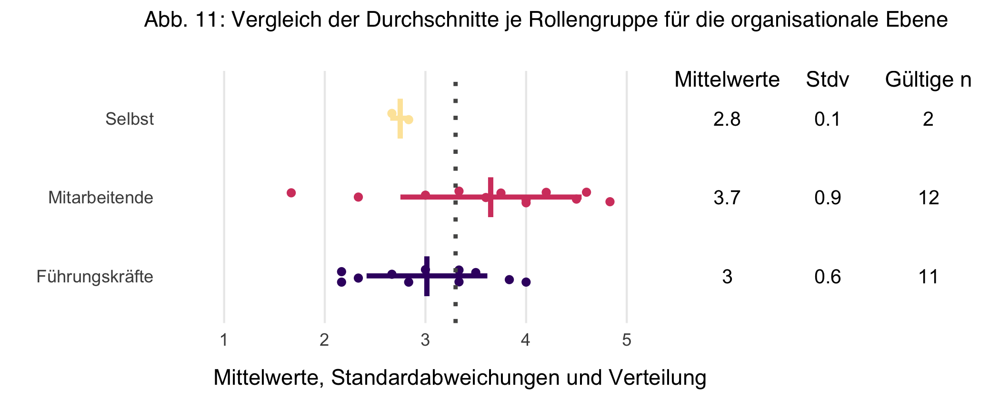 Abb. 11: Vergleich der Durchschnitte je Rollengruppe für die organisationale Ebene
Mittelwerte Stdv Gültige n
Selbst 2.8 0.1 2
Mitarbeitende 3.7 0.9 12
Führungskräfte 3 0.6 11
1 2 3 4 5
Mittelwerte, Standardabweichungen und Verteilung